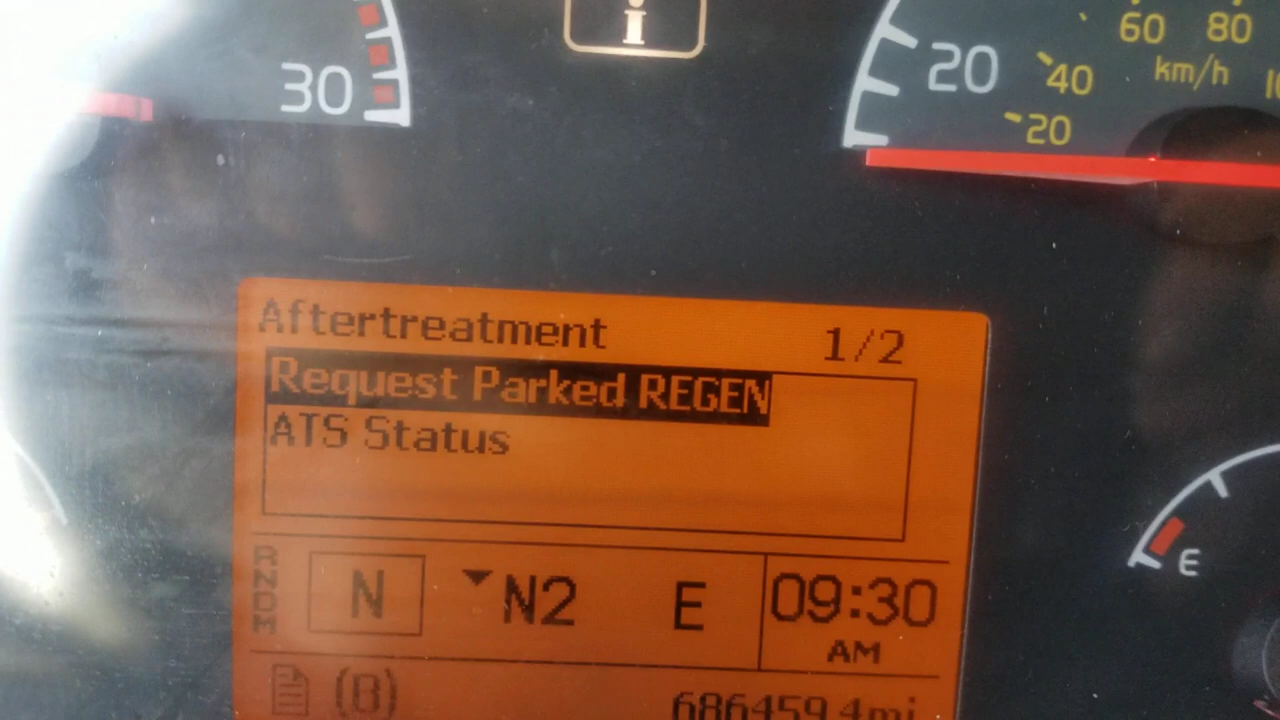 30
i
20
60
80
40
km/h
20
Aftertreatment 1/2
Request Parked REGEN
ATS Status
RNDM
N
N2
E
09:30
AM
E
(B)
686459.4mi